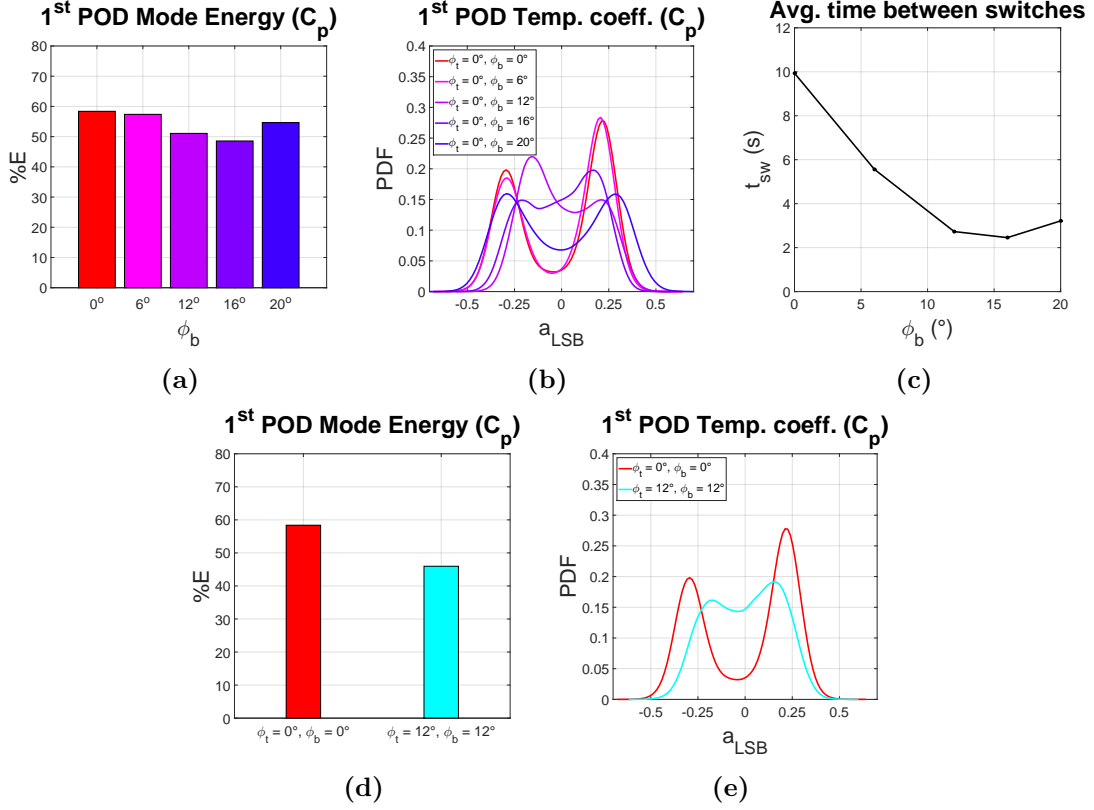 1st POD Mode Energy (Cp)
80
70
60
50
40
30
20
10
0
%E
0° 6° 12° 16° 20°
ϕb
(a)
1st POD Temp. coeff. (Cp)
0.4
0.35
0.3
0.25
0.2
0.15
0.1
0.05
0
PDF
ϕt = 0°, ϕb = 0°
ϕt = 0°, ϕb = 6°
ϕt = 0°, ϕb = 12°
ϕt = 0°, ϕb = 16°
ϕt = 0°, ϕb = 20°
-0.5 -0.25 0 0.25 0.5
aLSB
(b)
Avg. time between switches
12
10
8
6
4
2
0
tsw (s)
0 5 10 15 20
ϕb (°)
(c)
1st POD Mode Energy (Cp)
80
70
60
50
40
30
20
10
0
%E
ϕt = 0°, ϕb = 0° ϕt = 12°, ϕb = 12°
(d)
1st POD Temp. coeff. (Cp)
0.4
0.35
0.3
0.25
0.2
0.15
0.1
0.05
0
PDF
ϕt = 0°, ϕb = 0°
ϕt = 12°, ϕb = 12°
-0.5 -0.25 0 0.25 0.5
aLSB
(e)